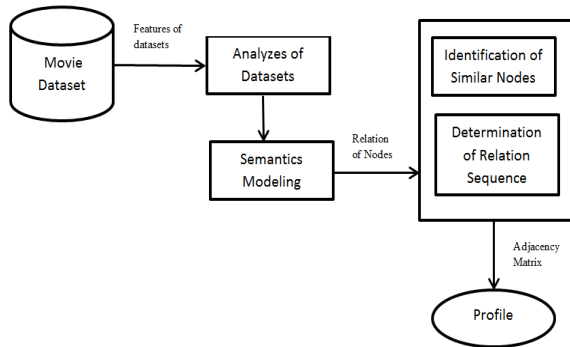 Movie
Dataset
Features of
datasets
Analyzes of
Datasets
Semantics
Modeling
Relation
of Nodes
Identification of
Similar Nodes
Determination
of Relation
Sequence
Adjacency
Matrix
Profile